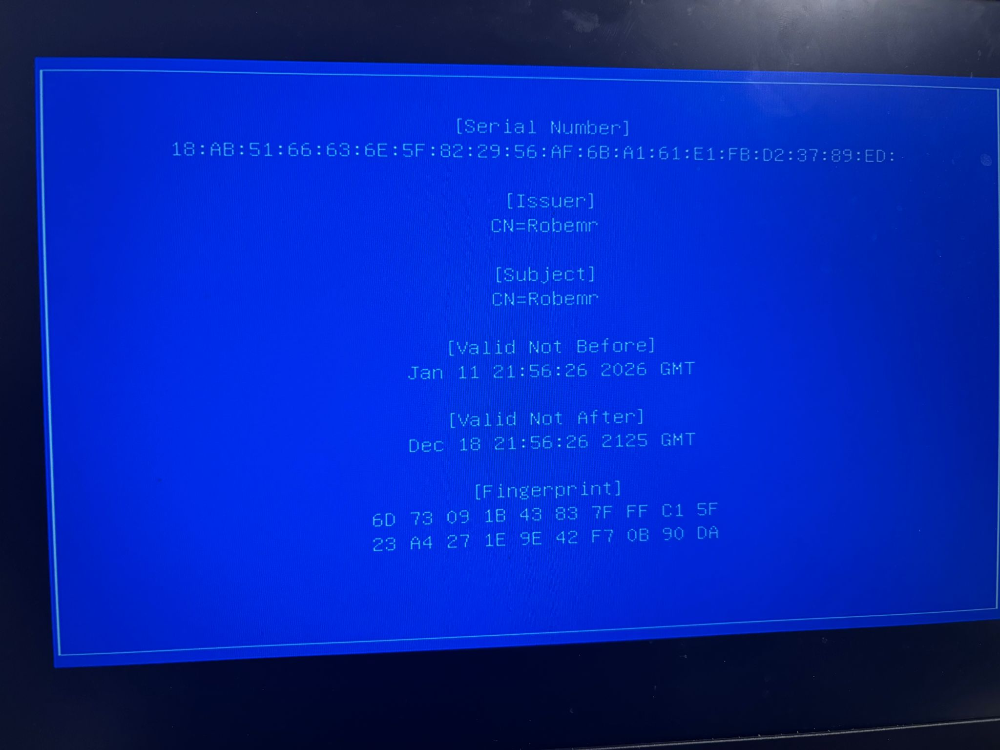 [Serial Number]
18:AB:51:66:63:6E:5F:82:29:56:AF:6B:A1:61:E1:FB:D2:37:89:ED:
[Issuer]
CN=Robemr
[Subject]
CN=Robemr
[Valid Not Before]
Jan 11 21:56:26 2026 GMT
[Valid Not After]
Dec 18 21:56:26 2125 GMT
[Fingerprint]
6D 73 09 1B 43 83 7F FF C1 5F
23 A4 27 1E 9E 42 F7 0B 90 DA